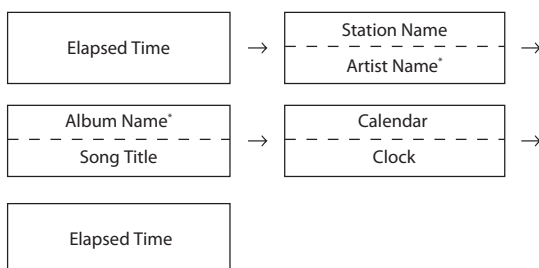 Elapsed Time
Station Name
Artist Name*
Album Name*
Song Title
Calendar
Clock
Elapsed Time